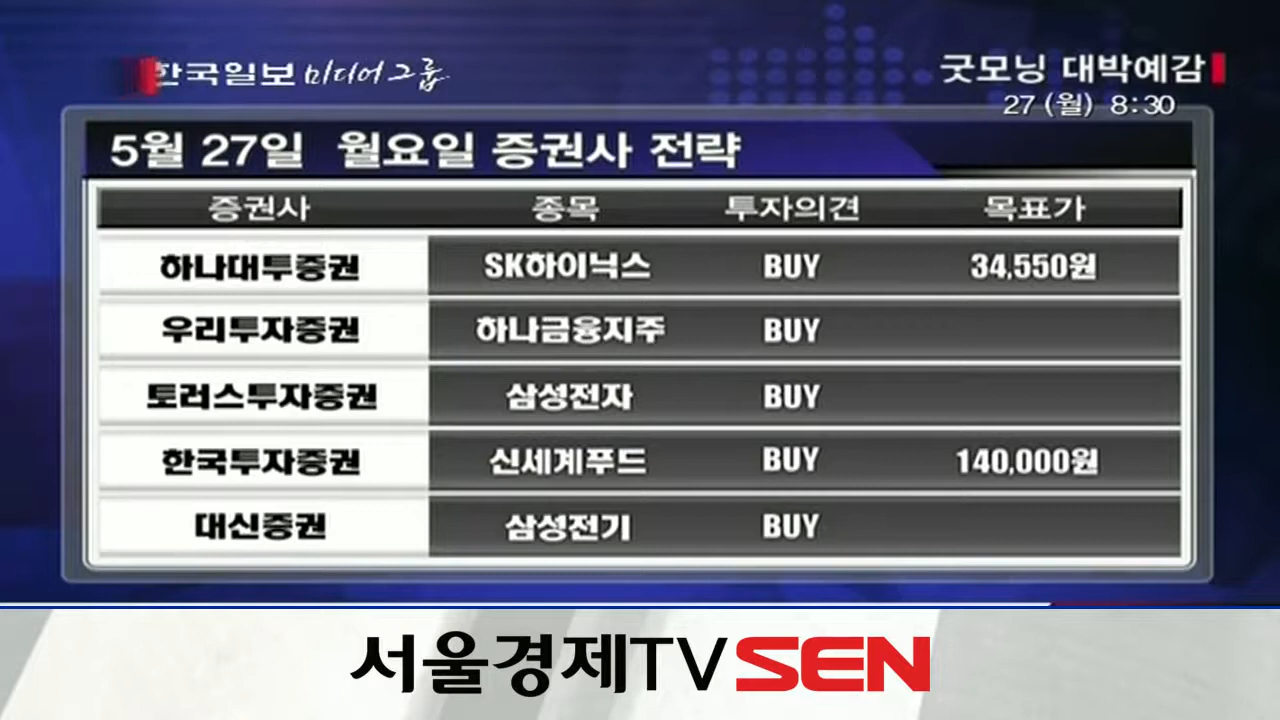 한국일보 미디어그룹
굿모닝 대박예감
27 (월) 8:30
5월 27일 월요일 증권사 전략
증권사 종목 투자의견 목표가
하나대투증권 SK하이닉스 BUY 34,550원
우리투자증권 하나금융지주 BUY
토러스투자증권 삼성전자 BUY
한국투자증권 신세계푸드 BUY 140,000원
대신증권 삼성전기 BUY
서울경제TV SEN